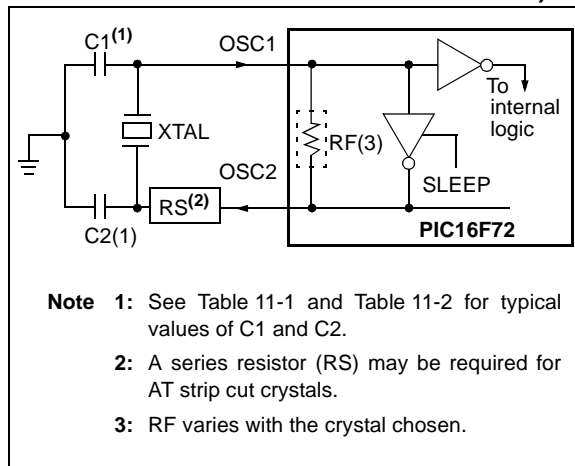 C1(1)
OSC1
To
internal
logic
XTAL
RF(3)
OSC2
SLEEP
RS(2)
C2(1)
PIC16F72
Note 1: See Table 11-1 and Table 11-2 for typical
values of C1 and C2.
2: A series resistor (RS) may be required for
AT strip cut crystals.
3: RF varies with the crystal chosen.